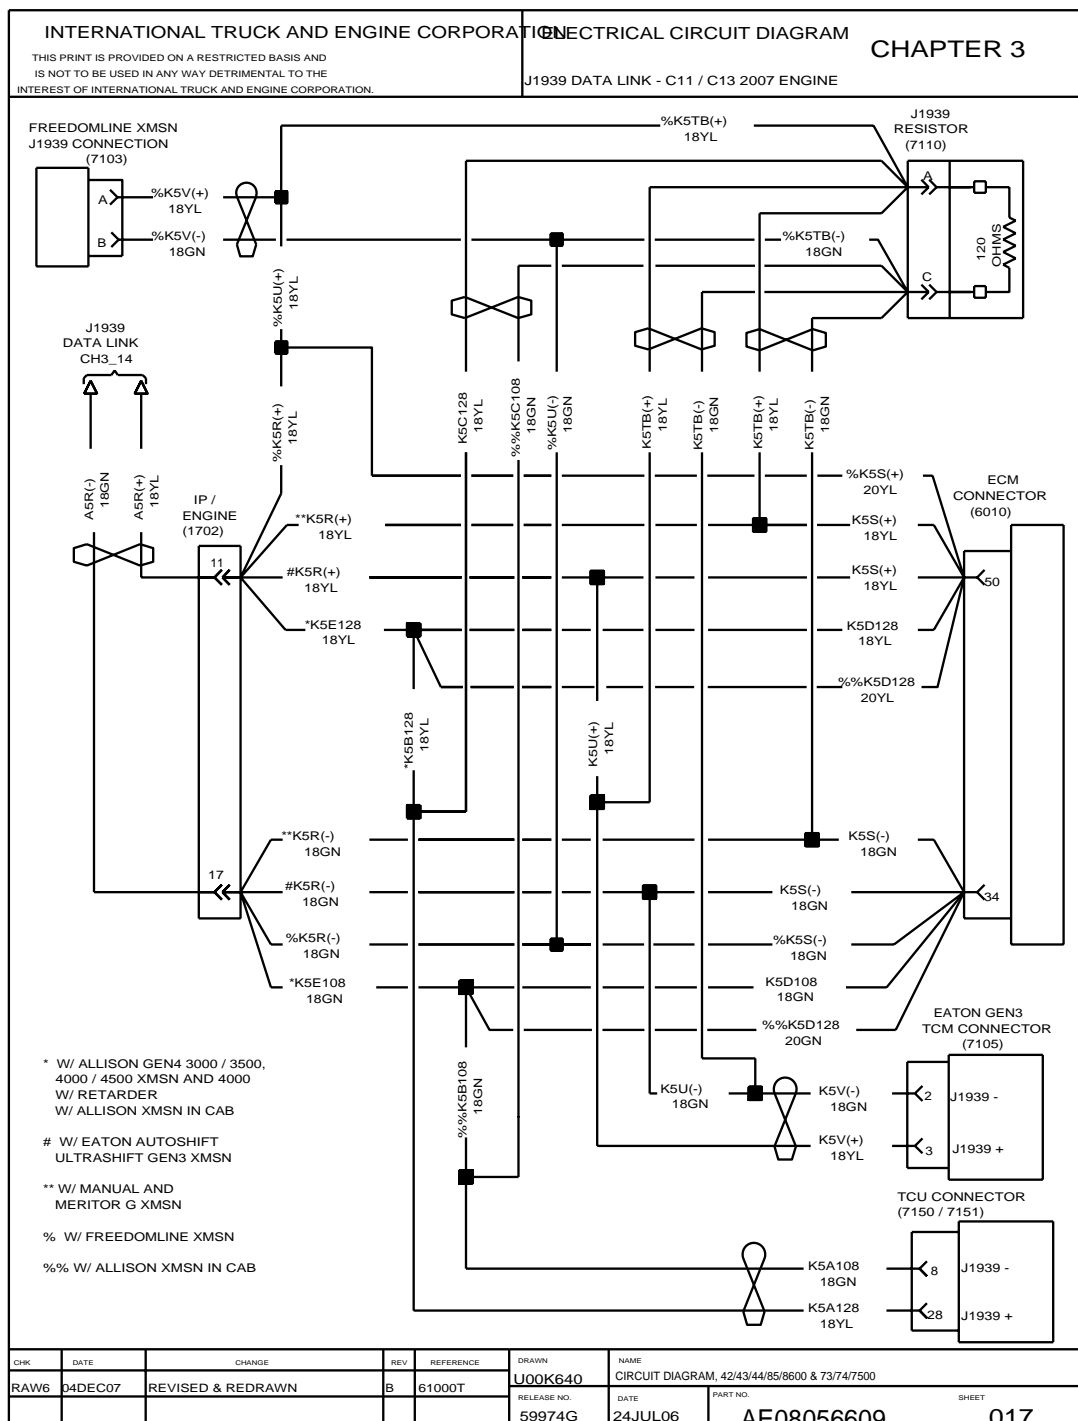 INTERNATIONAL TRUCK AND ENGINE CORPORATION
THIS PRINT IS PROVIDED ON A RESTRICTED BASIS AND
IS NOT TO BE USED IN ANY WAY DETRIMENTAL TO THE
INTEREST OF INTERNATIONAL TRUCK AND ENGINE CORPORATION.
ELECTRICAL CIRCUIT DIAGRAM
CHAPTER 3
J1939 DATA LINK - C11 / C13 2007 ENGINE
FREEDOMLINE XMSN
J1939 CONNECTION
(7103)
A
B
%K5V(+)
18YL
%K5V(-)
18GN
%K5TB(+)
18YL
J1939
RESISTOR
(7110)
A
C
120
OHMS
%K5TB(-)
18GN
%K5U(+)
18YL
J1939
DATA LINK
CH3_14
%K5R(+)
18YL
K5C128
18YL
%%K5C108
18GN
%K5U(-)
18GN
K5TB(+)
18YL
K5TB(-)
18GN
K5TB(+)
18YL
K5TB(-)
18GN
A5R(-)
18GN
A5R(+)
18YL
IP /
ENGINE
(1702)
11
17
**K5R(+)
18YL
#K5R(+)
18YL
*K5E128
18YL
%K5S(+)
20YL
K5S(+)
18YL
K5S(+)
18YL
K5D128
18YL
%%K5D128
20YL
ECM
CONNECTOR
(6010)
50
34
*K5B128
18YL
K5U(+)
18YL
**K5R(-)
18GN
#K5R(-)
18GN
%K5R(-)
18GN
*K5E108
18GN
K5S(-)
18GN
K5S(-)
18GN
%K5S(-)
18GN
K5D108
18GN
%%K5D128
20GN
%%K5B108
18GN
EATON GEN3
TCM CONNECTOR
(7105)
K5U(-)
18GN
K5V(-)
18GN
2
J1939 -
K5V(+)
18YL
3
J1939 +
TCU CONNECTOR
(7150 / 7151)
K5A108
18GN
8
J1939 -
K5A128
18YL
28
J1939 +
* W/ ALLISON GEN4 3000 / 3500,
4000 / 4500 XMSN AND 4000
W/ RETARDER
W/ ALLISON XMSN IN CAB
# W/ EATON AUTOSHIFT
ULTRASHIFT GEN3 XMSN
** W/ MANUAL AND
MERITOR G XMSN
% W/ FREEDOMLINE XMSN
%% W/ ALLISON XMSN IN CAB
CHK DATE CHANGE REV REFERENCE
RAW6 04DEC07 REVISED & REDRAWN B 61000T
DRAWN
U00K640
NAME
CIRCUIT DIAGRAM, 42/43/44/85/8600 & 73/74/7500
RELEASE NO.
59974G
DATE
24JUL06
PART NO.
AE08056609
SHEET
017